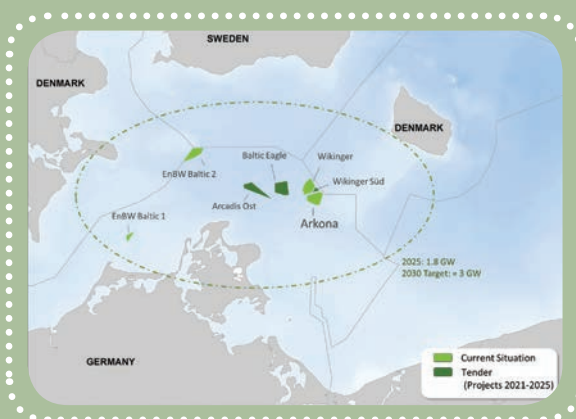 SWEDEN
DENMARK
DENMARK
Baltic Eagle
Wikinger
EnBW Baltic 2
Wikinger Süd
Arcadis Ost
EnBW Baltic 1
Arkona
2025: 1.8 GW
2030 Target: ≈ 3 GW
GERMANY
Current Situation
Tender
(Projects 2021-2025)